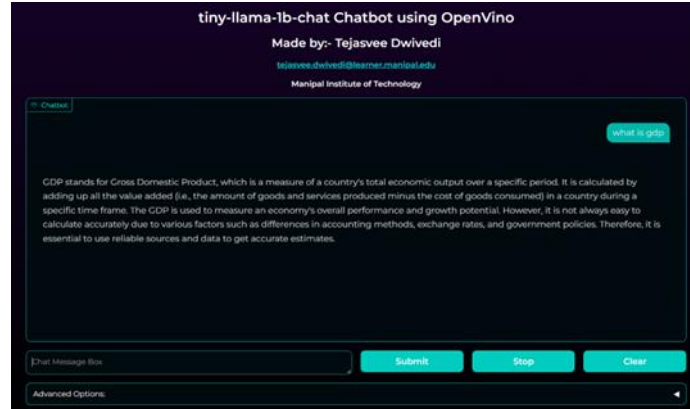 tiny-llama-1b-chat Chatbot using OpenVino
Made by:- Tejasvee Dwivedi
tejasvee.dwivedi@learner.manipal.edu
Manipal Institute of Technology
Chatbot
what is gdp
GDP stands for Gross Domestic Product, which is a measure of a country's total economic output over a specific period. It is calculated by
adding up all the value added (i.e., the amount of goods and services produced minus the cost of goods consumed) in a country during a
specific time frame. The GDP is used to measure an economy's overall performance and growth potential. However, it is not always easy to
calculate accurately due to various factors such as differences in accounting methods, exchange rates, and government policies. Therefore, it is
essential to use reliable sources and data to get accurate estimates.
Chat Message Box
Submit
Stop
Clear
Advanced Options: